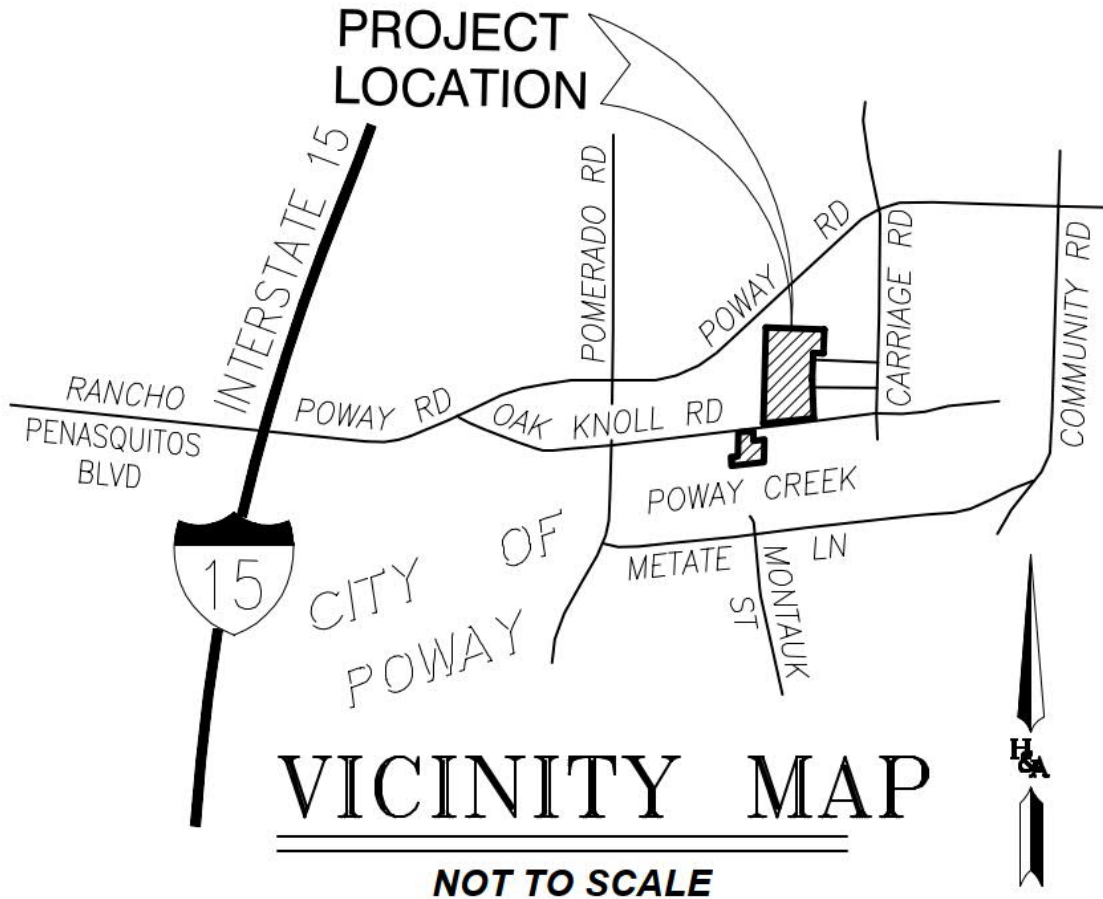 PROJECT
LOCATION
INTERSTATE 15
POMERADO RD
POWAY RD
CARRIAGE RD
COMMUNITY RD
RANCHO
PENASQUITOS
BLVD
POWAY RD
OAK KNOLL RD
POWAY CREEK
METATE LN
MONTAUK
ST
15
CITY OF
POWAY
H&A
VICINITY MAP
NOT TO SCALE